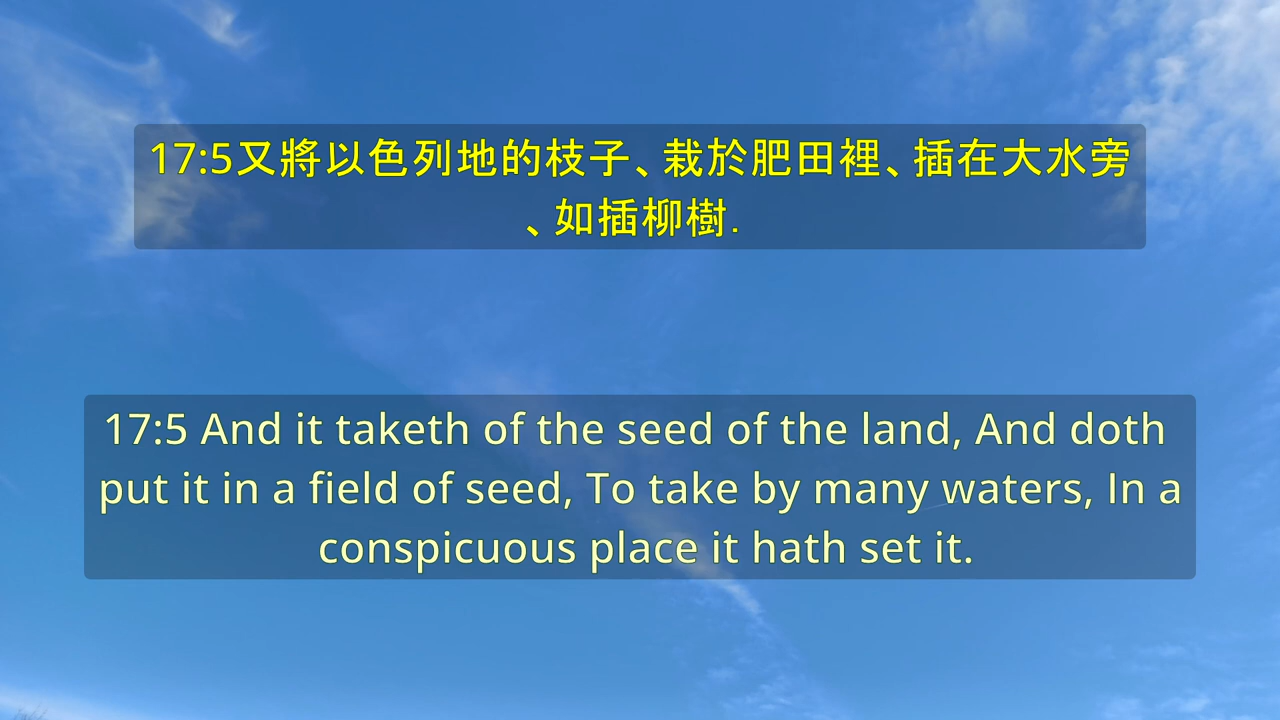 17:5又將以色列地的枝子、栽於肥田裡、插在大水旁
、如插柳樹.
17:5 And it taketh of the seed of the land, And doth
put it in a field of seed, To take by many waters, In a
conspicuous place it hath set it.